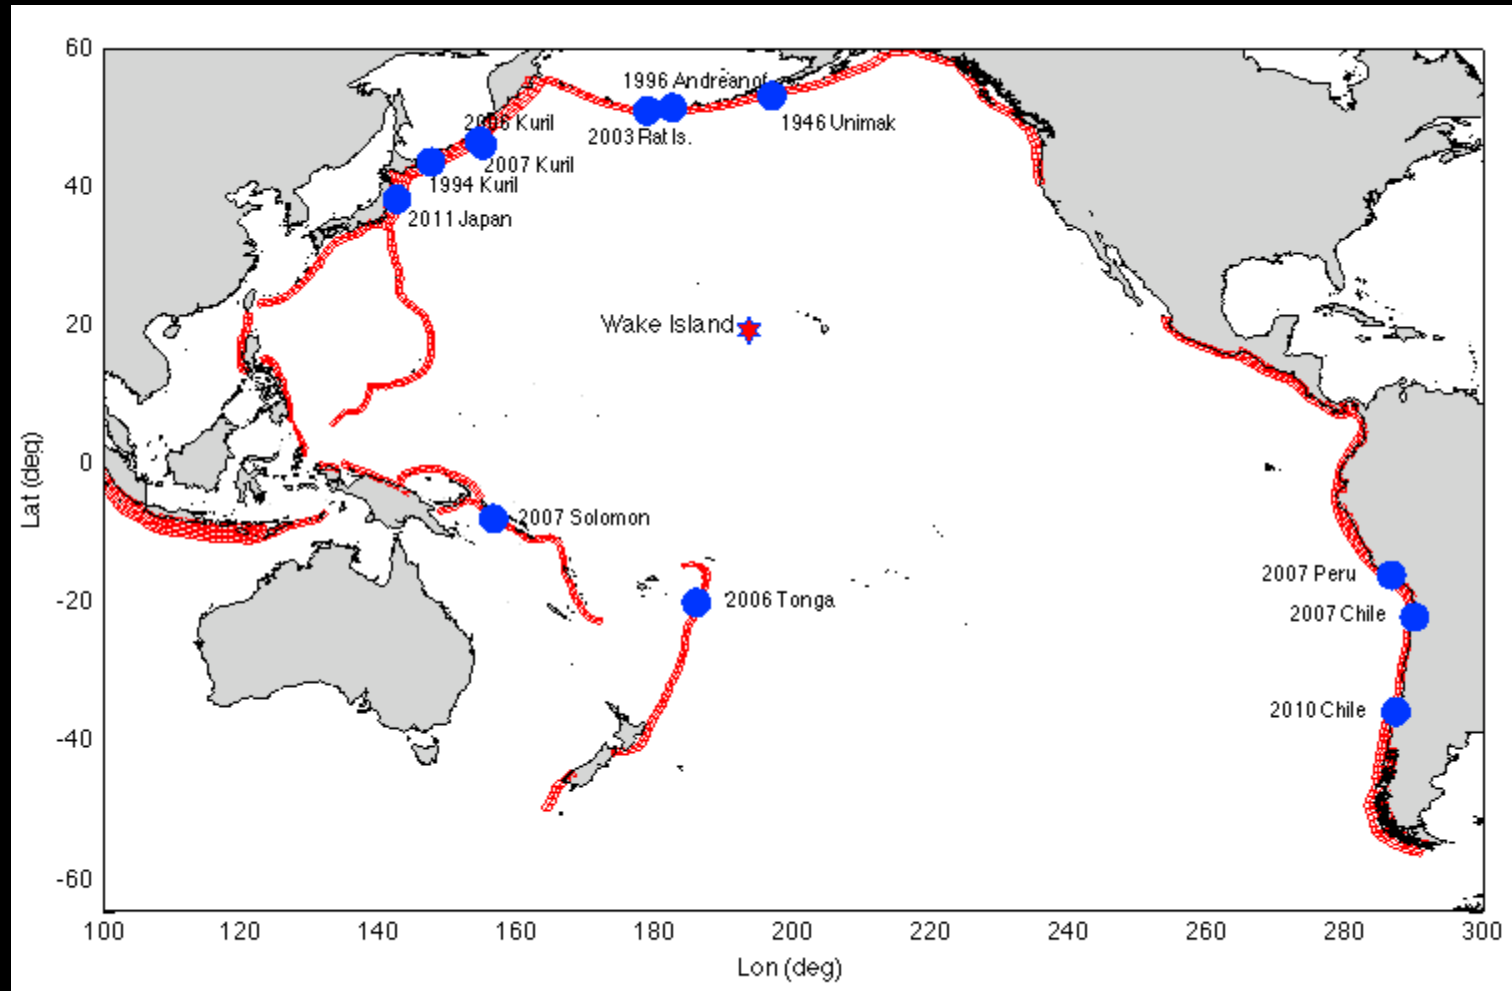 60
40
20
0
-20
-40
-60
Lat (deg)
1996 Andreanof
2003 Rat Is.
1946 Unimak
2006 Kuril
2007 Kuril
1994 Kuril
2011 Japan
Wake Island
2007 Solomon
2006 Tonga
2007 Peru
2007 Chile
2010 Chile
100 120 140 160 180 200 220 240 260 280 300
Lon (deg)